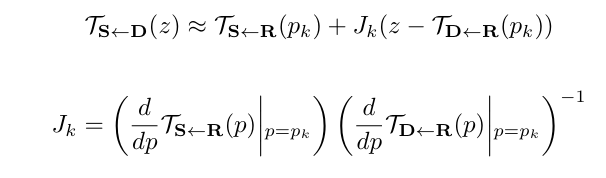 𝒯_{S←D}(z) ≈ 𝒯_{S←R}(p_k) + J_k(z − 𝒯_{D←R}(p_k))
J_k = ( d/dp 𝒯_{S←R}(p)|_{p=p_k} ) ( d/dp 𝒯_{D←R}(p)|_{p=p_k} )^{−1}